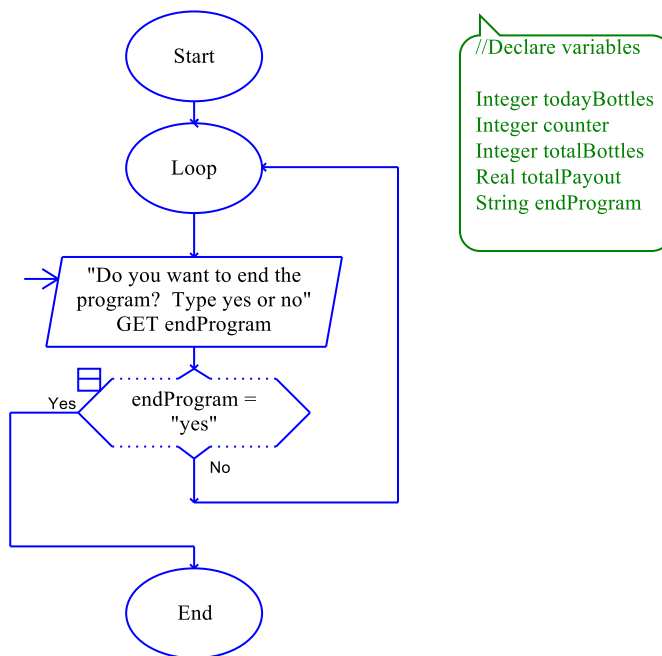 Start
Loop
"Do you want to end the
program?  Type yes or no"
GET endProgram
Yes
endProgram =
"yes"
No
End
//Declare variables
Integer todayBottles
Integer counter
Integer totalBottles
Real totalPayout
String endProgram